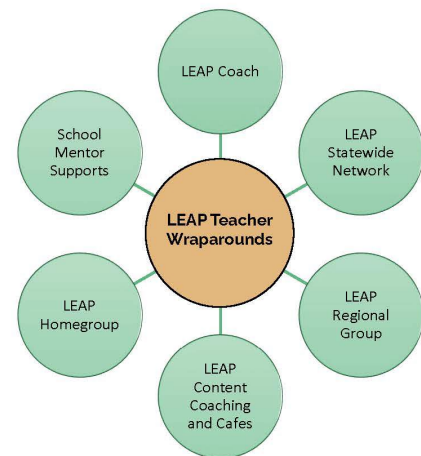 LEAP Coach
School
Mentor
Supports
LEAP
Statewide
Network
LEAP Teacher
Wraparounds
LEAP
Homegroup
LEAP
Regional
Group
LEAP
Content
Coaching
and Cafes